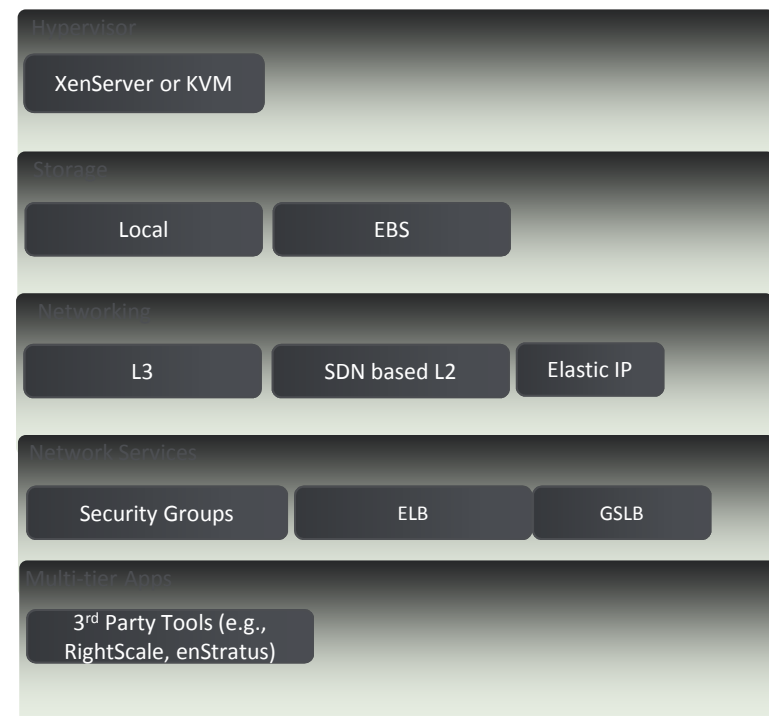 Hypervisor
XenServer or KVM
Storage
Local EBS
Networking
L3 SDN based L2 Elastic IP
Network Services
Security Groups ELB GSLB
Multi-tier Apps
3rd Party Tools (e.g.,
RightScale, enStratus)